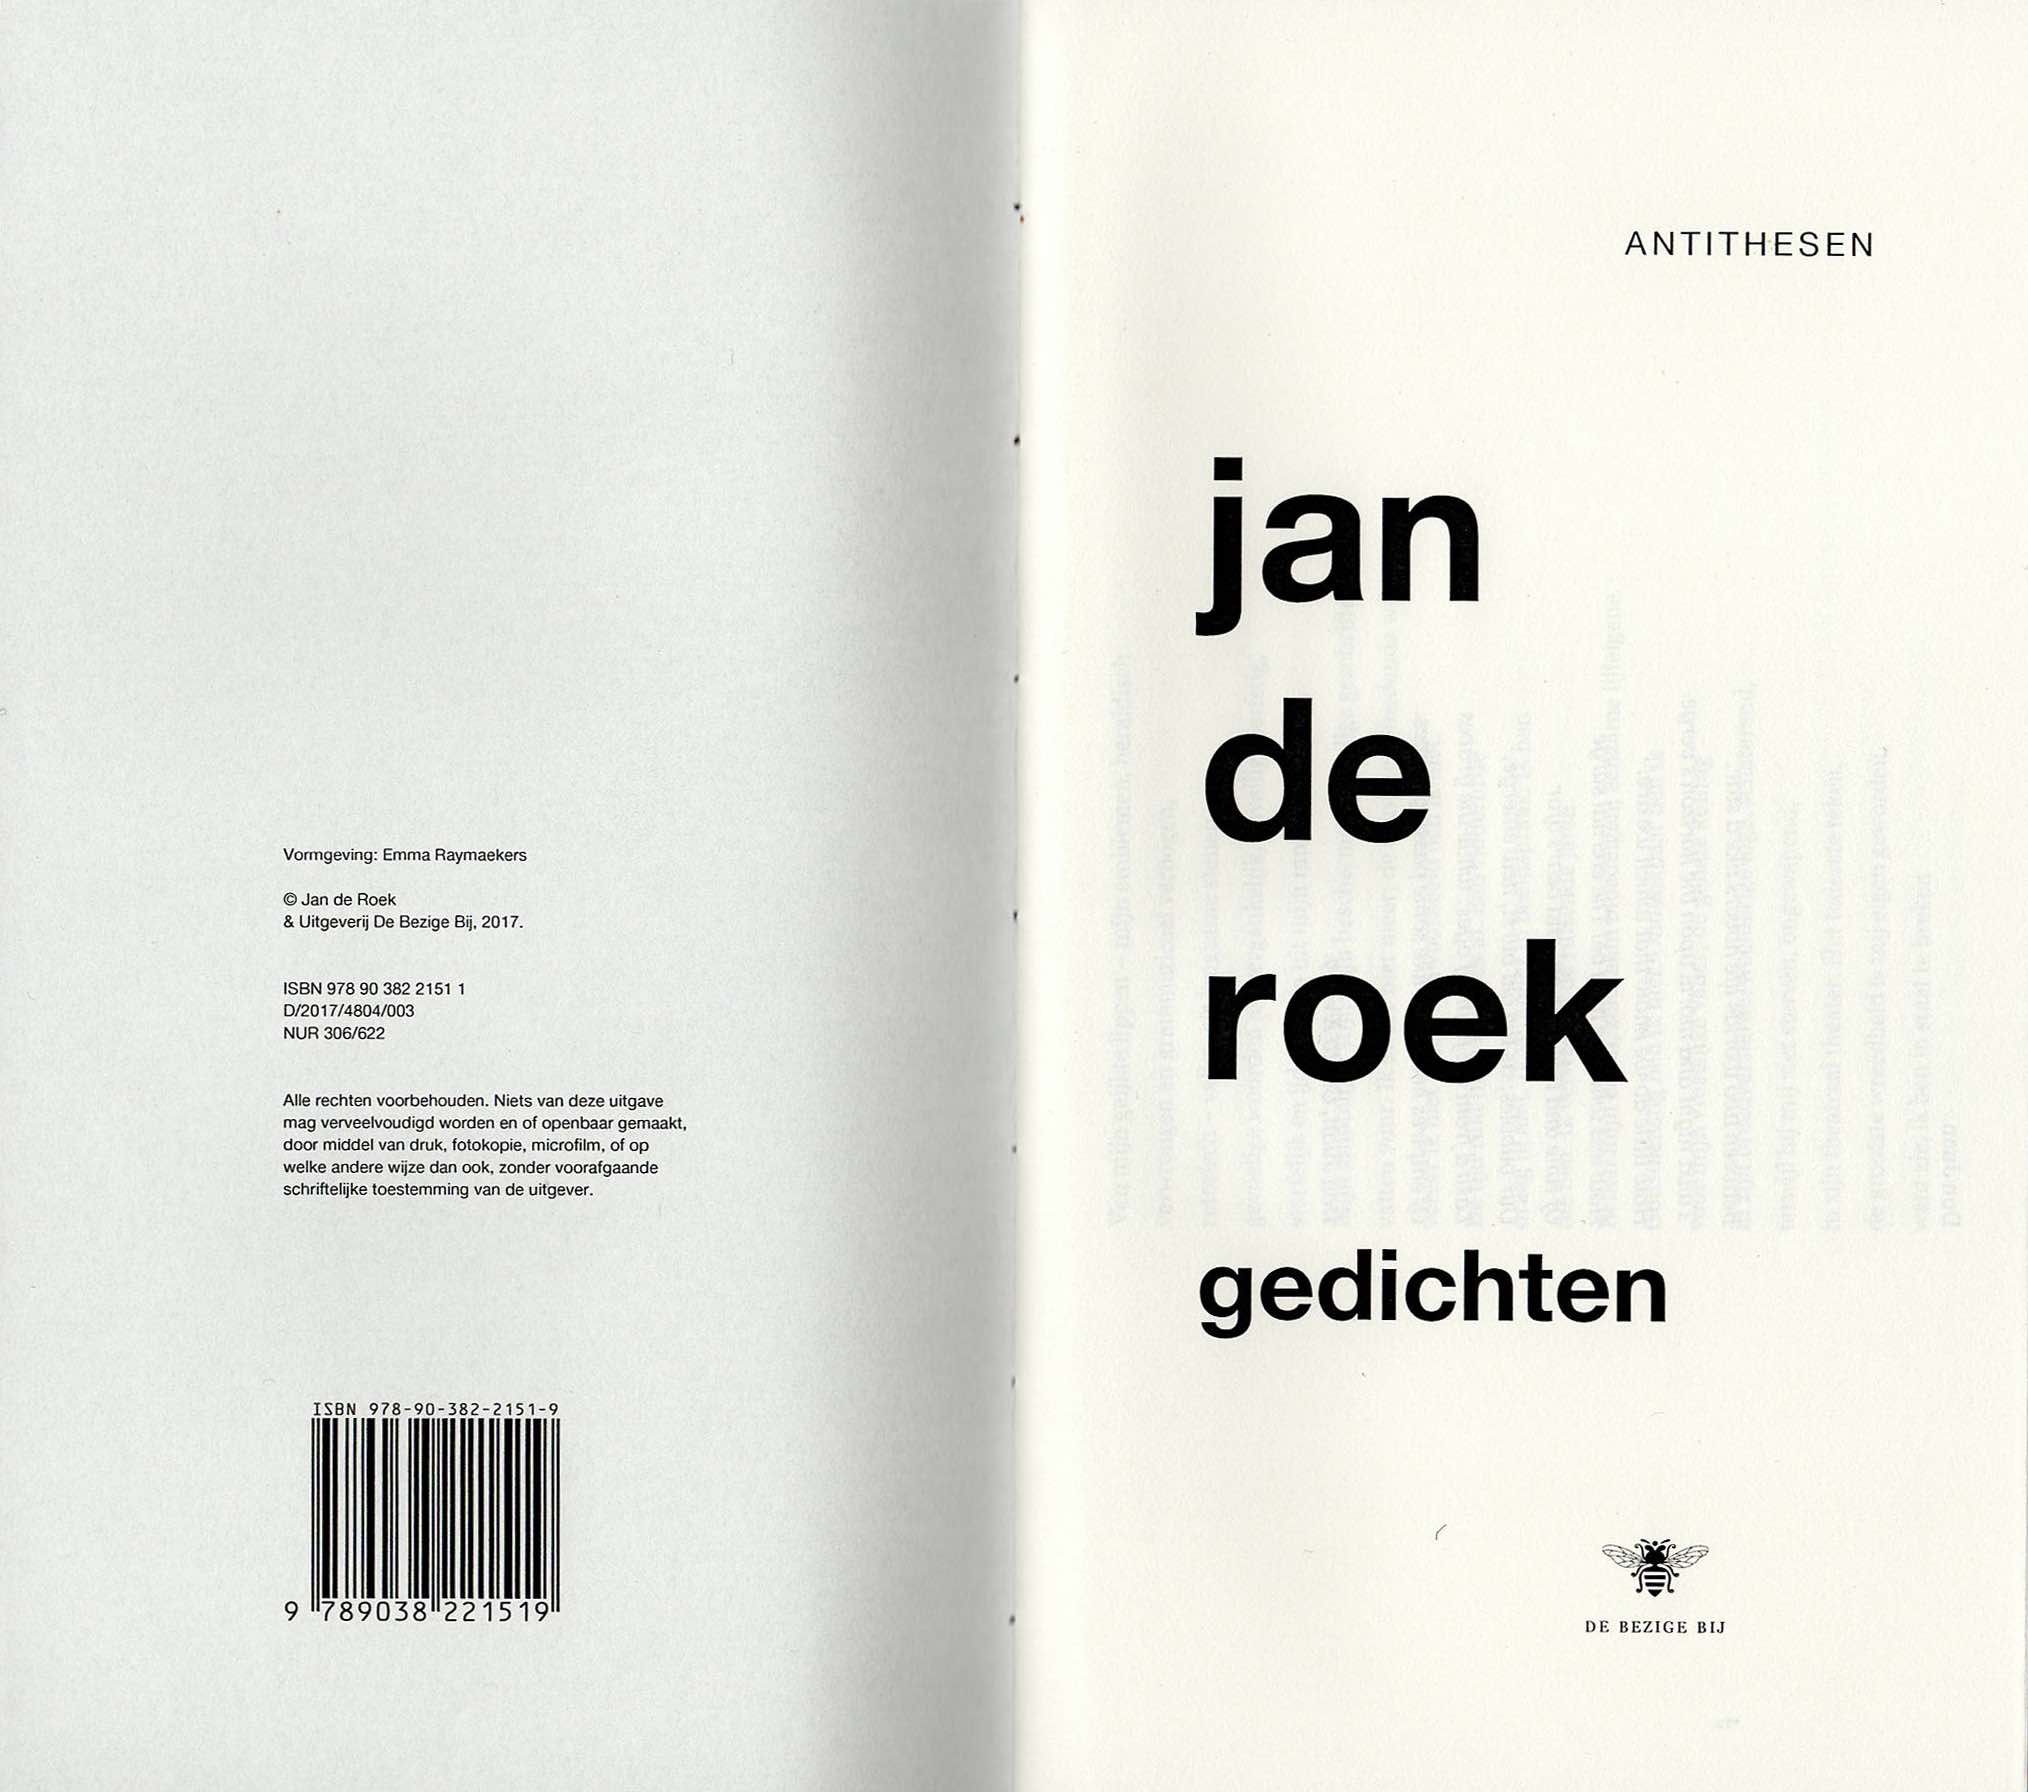 Vormgeving: Emma Raymaekers
© Jan de Roek
& Uitgeverij De Bezige Bij, 2017.
ISBN 978 90 382 2151 1
D/2017/4804/003
NUR 306/622
Alle rechten voorbehouden. Niets van deze uitgave
mag verveelvoudigd worden en of openbaar gemaakt,
door middel van druk, fotokopie, microfilm, of op
welke andere wijze dan ook, zonder voorafgaande
schriftelijke toestemming van de uitgever.
ISBN 978-90-382-2151-9
9 789038 221519
ANTITHESEN
jan
de
roek
gedichten
DE BEZIGE BIJ